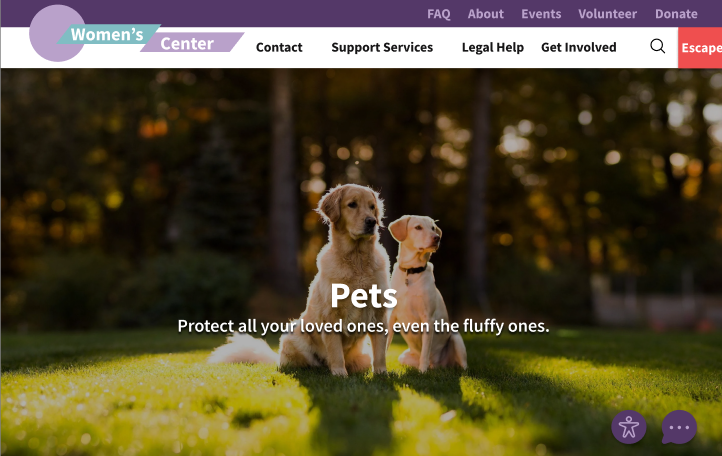 FAQ About Events Volunteer Donate
Women's
Center
Contact Support Services Legal Help Get Involved Escape
Pets
Protect all your loved ones, even the fluffy ones.